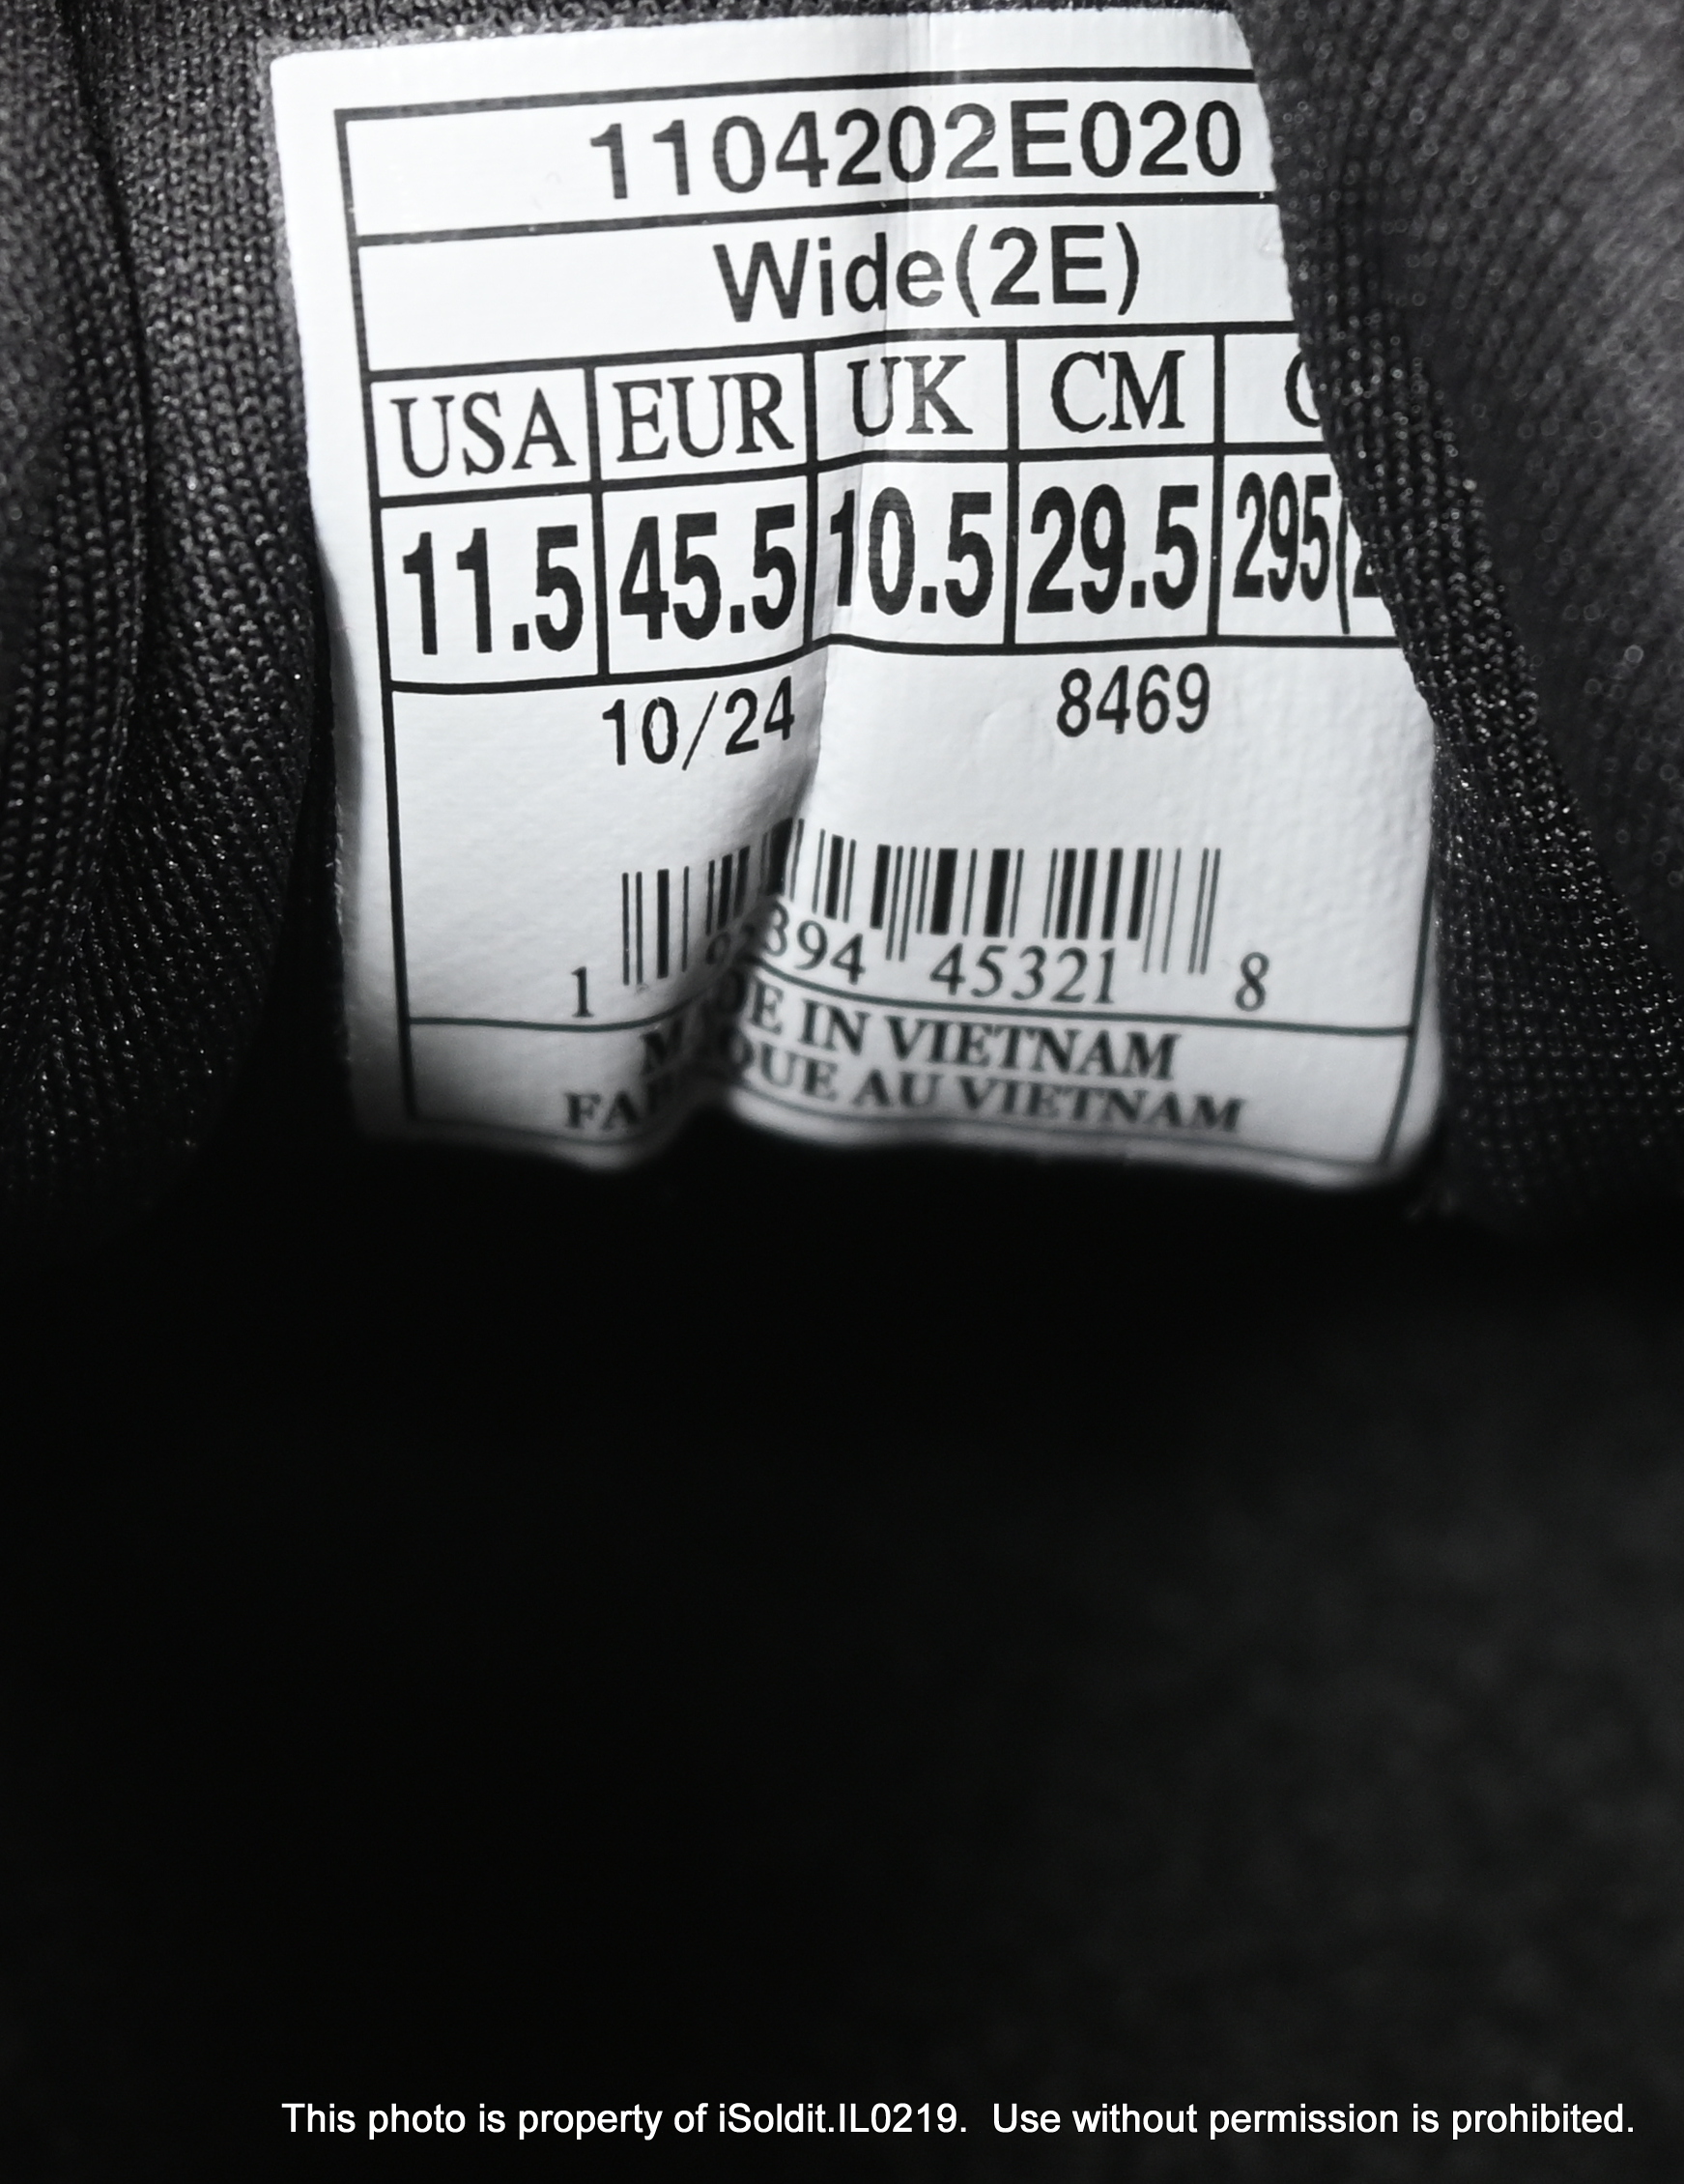 1104202E020
Wide(2E)
USA EUR UK CM
11.5 45.5 10.5 29.5 295(
10/24 8469
1 394 45321 8
IN VIETNAM
AU VIETNAM
This photo is property of iSoldit.IL0219. Use without permission is prohibited.